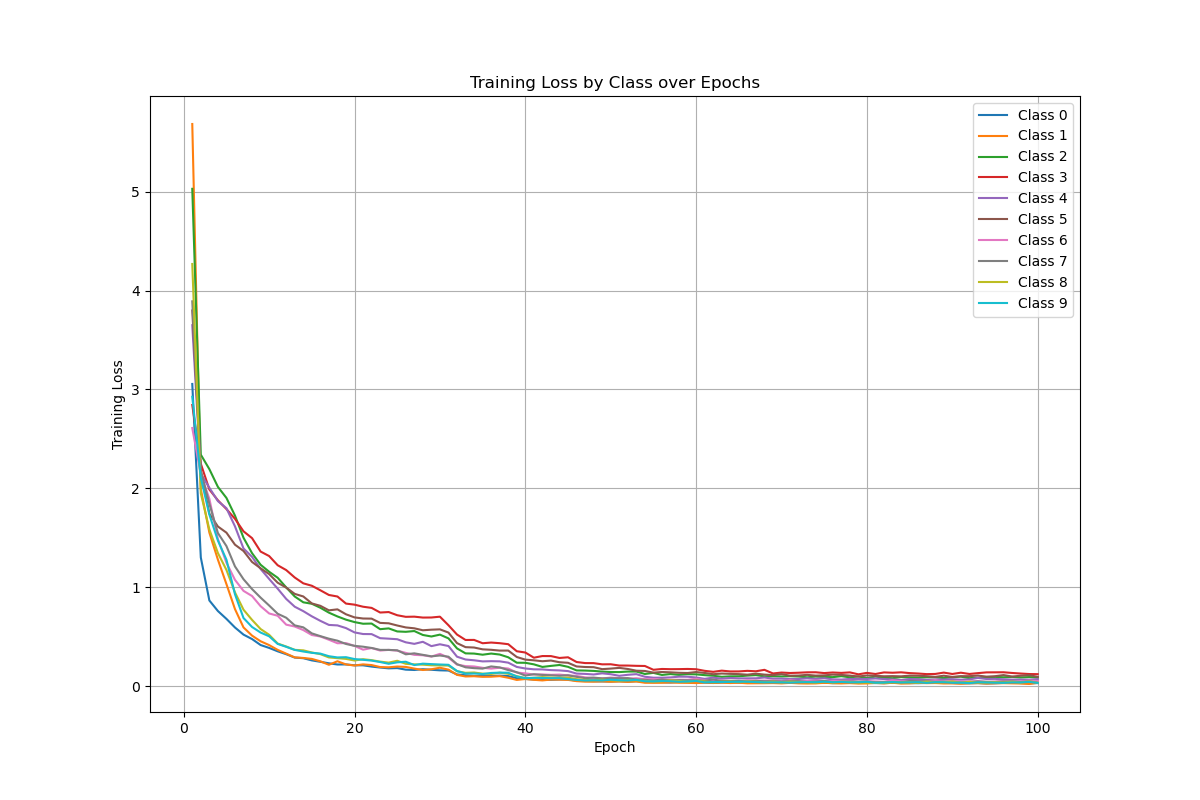 Training Loss by Class over Epochs
Class 0
Class 1
Class 2
Class 3
Class 4
Class 5
Class 6
Class 7
Class 8
Class 9
Training Loss
5
4
3
2
1
0
0 20 40 60 80 100
Epoch